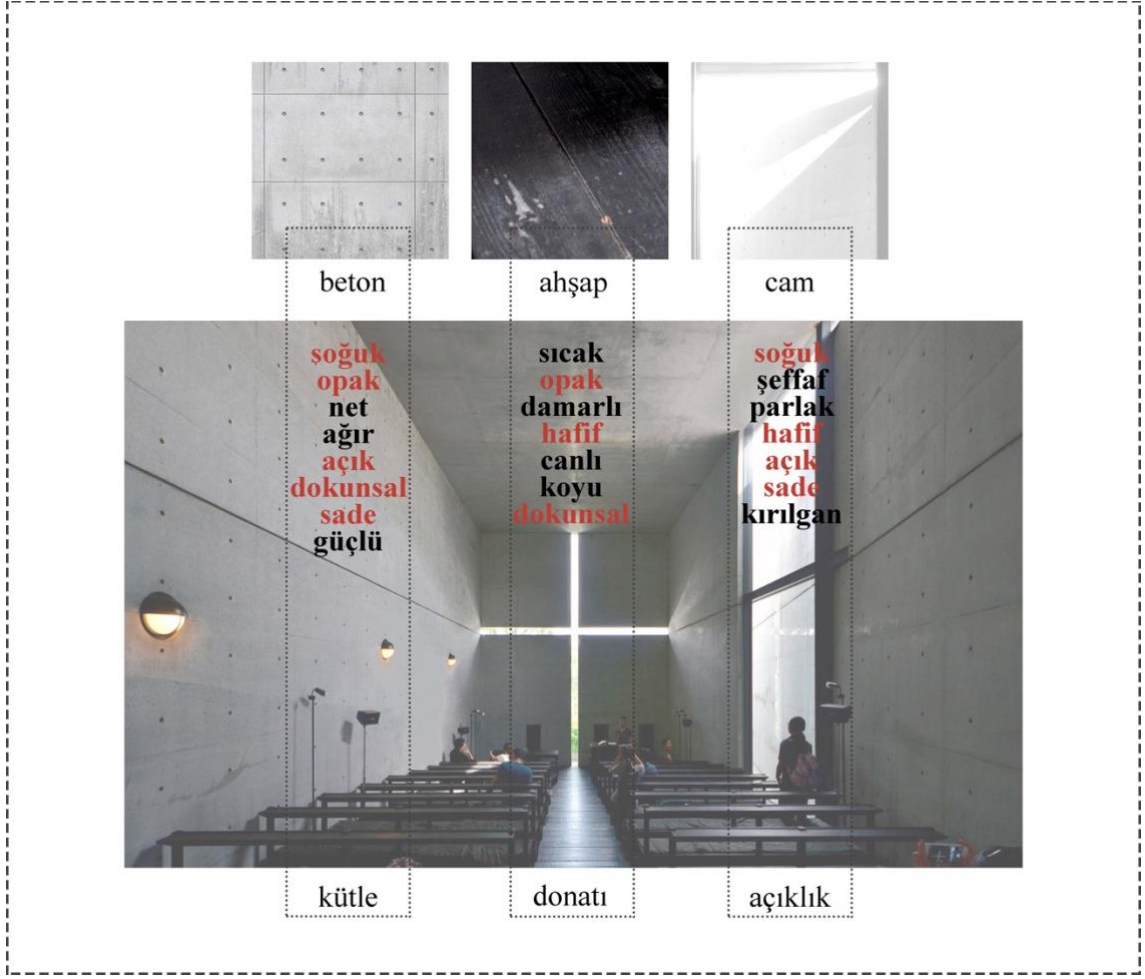 beton
ahşap
cam
soğuk
opak
net
ağır
açık
dokunsal
sade
güçlü
sıcak
opak
damarlı
hafif
canlı
koyu
dokunsal
soğuk
şeffaf
parlak
hafif
açık
sade
kırılgan
kütle
donatı
açıklık